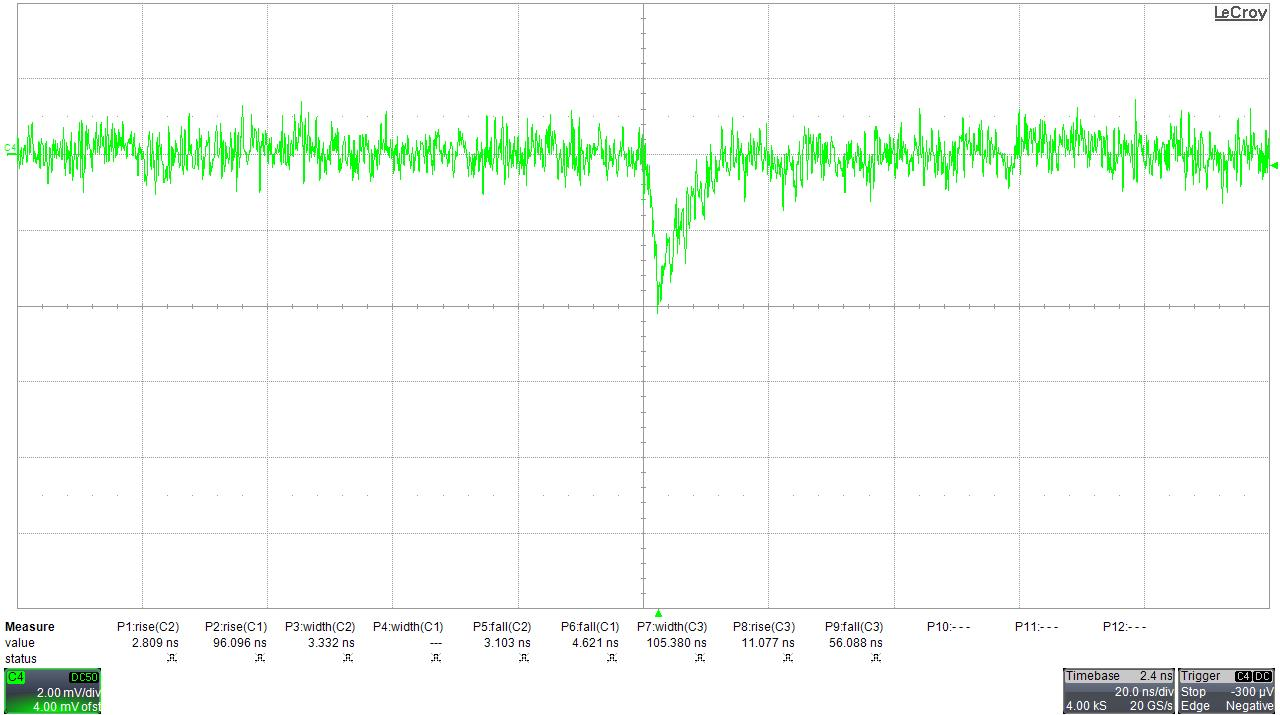 LeCroy
C4
Measure P1:rise(C2) P2:rise(C1) P3:width(C2) P4:width(C1) P5:fall(C2) P6:fall(C1) P7:width(C3) P8:rise(C3) P9:fall(C3) P10:- - - P11:- - - P12:- - -
value 2.809 ns 96.096 ns 3.332 ns --- 3.103 ns 4.621 ns 105.380 ns 11.077 ns 56.088 ns
status
C4 DC50
2.00 mV/div
4.00 mV ofst
Timebase 2.4 ns
20.0 ns/div
4.00 kS 20 GS/s
Trigger C4 DC
Stop -300 µV
Edge Negative